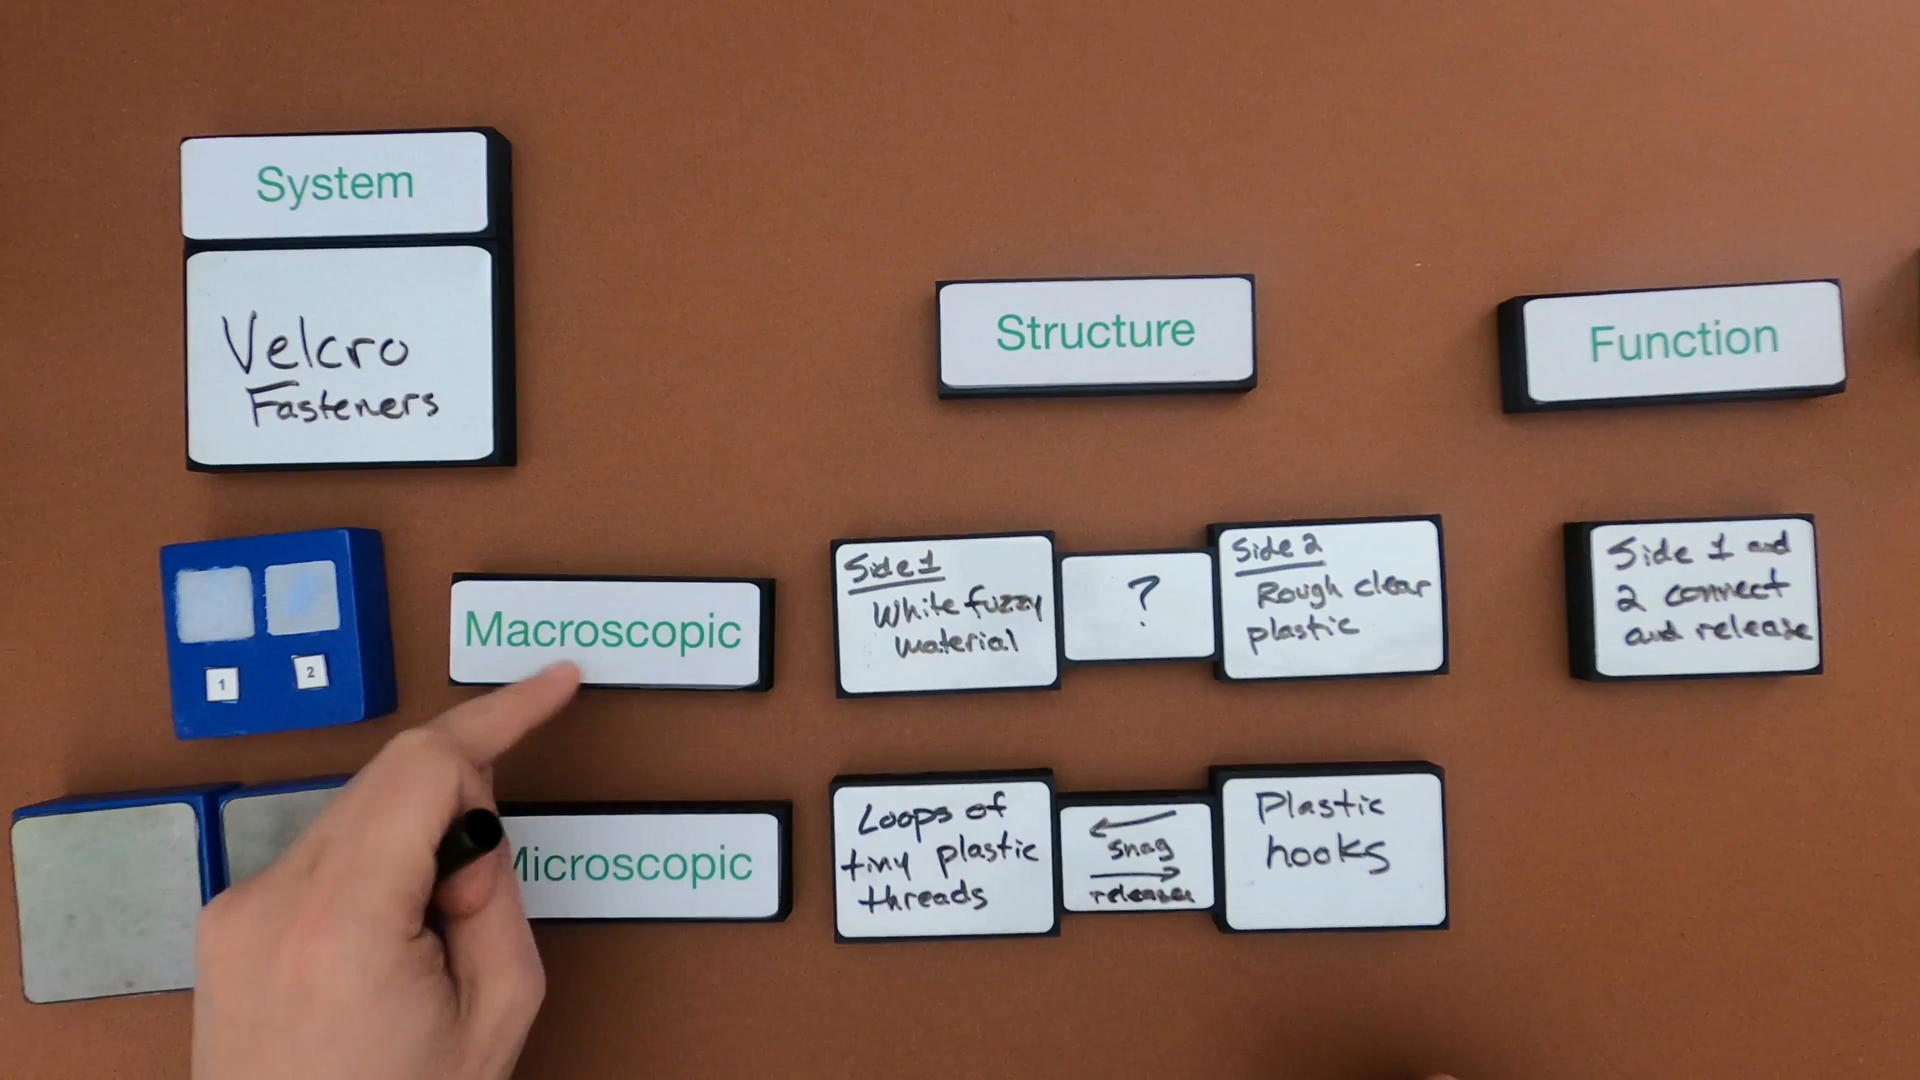 System
Velcro
Fasteners
Structure
Function
1
2
Macroscopic
Side 1
White fuzzy
material
?
Side 2
Rough clear
plastic
Side 1 and
2 connect
and release
Microscopic
Loops of
tiny plastic
threads
snag
release
Plastic
hooks